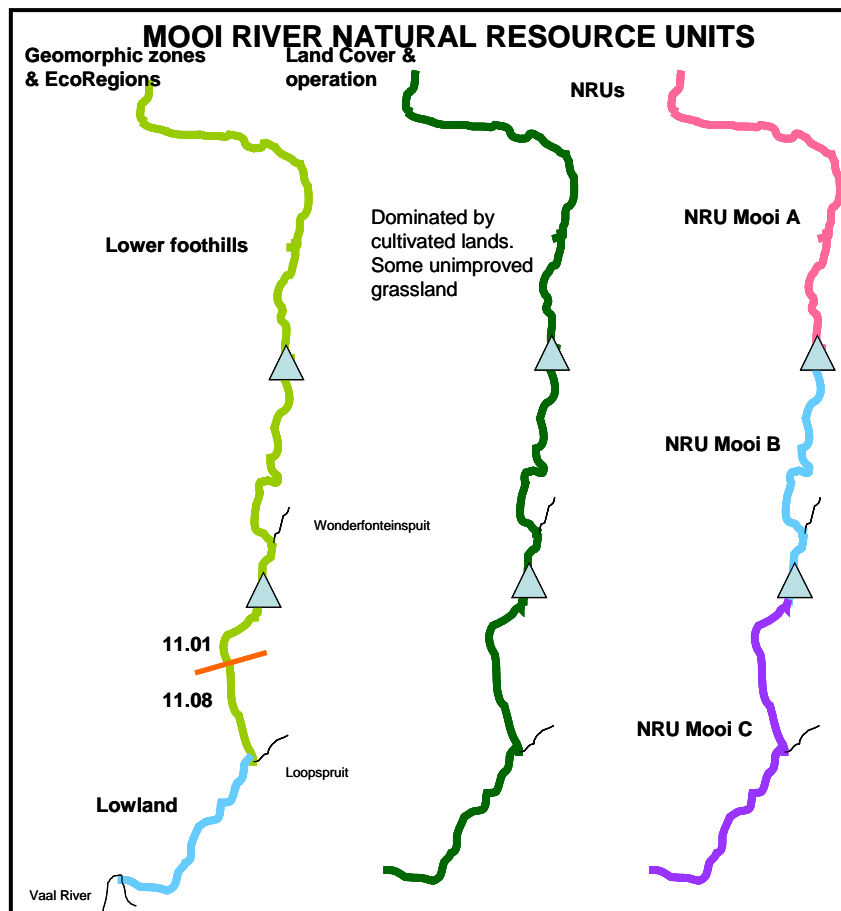 MOOI RIVER NATURAL RESOURCE UNITS
Geomorphic zones
& EcoRegions
Land Cover &
operation
NRUs
Lower foothills
Dominated by
cultivated lands.
Some unimproved
grassland
NRU Mooi A
NRU Mooi B
Wonderfonteinspuit
11.01
11.08
NRU Mooi C
Loopspruit
Lowland
Vaal River